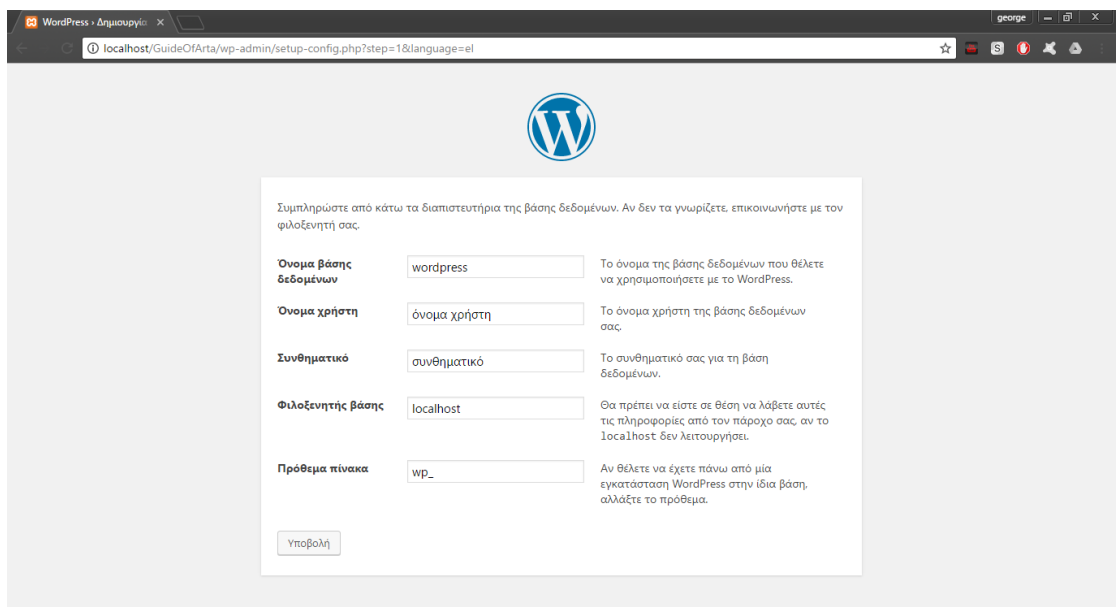 WordPress › Δημιουργία
george
localhost/GuideOfArta/wp-admin/setup-config.php?step=1&language=el
Συμπληρώστε από κάτω τα διαπιστευτήρια της βάσης δεδομένων. Αν δεν τα γνωρίζετε, επικοινωνήστε με τον
φιλοξενητή σας.
Όνομα βάσης
δεδομένων
wordpress
Το όνομα της βάσης δεδομένων που θέλετε
να χρησιμοποιήσετε με το WordPress.
Όνομα χρήστη
όνομα χρήστη
Το όνομα χρήστη της βάσης δεδομένων
σας.
Συνθηματικό
συνθηματικό
Το συνθηματικό σας για τη βάση
δεδομένων.
Φιλοξενητής βάσης
localhost
Θα πρέπει να είστε σε θέση να λάβετε αυτές
τις πληροφορίες από τον πάροχο σας, αν το
localhost δεν λειτουργήσει.
Πρόθεμα πίνακα
wp_
Αν θέλετε να έχετε πάνω από μία
εγκατάσταση WordPress στην ίδια βάση,
αλλάξτε το πρόθεμα.
Υποβολή